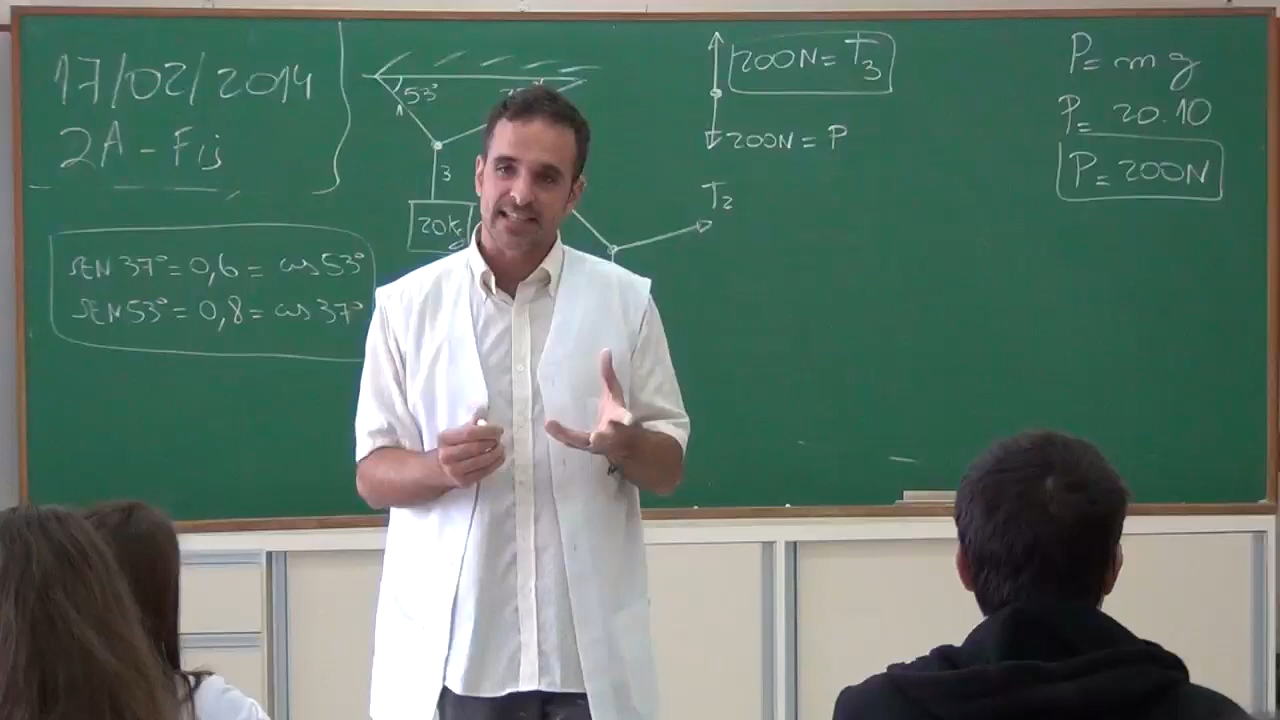 17/02/2014
2A - Fis
SEN 37° = 0,6 = cos 53°
SEN 53° = 0,8 = cos 37°
53°
1
3
20kg
200N = T3
200N = P
T2
P = m g
P = 20.10
P = 200N